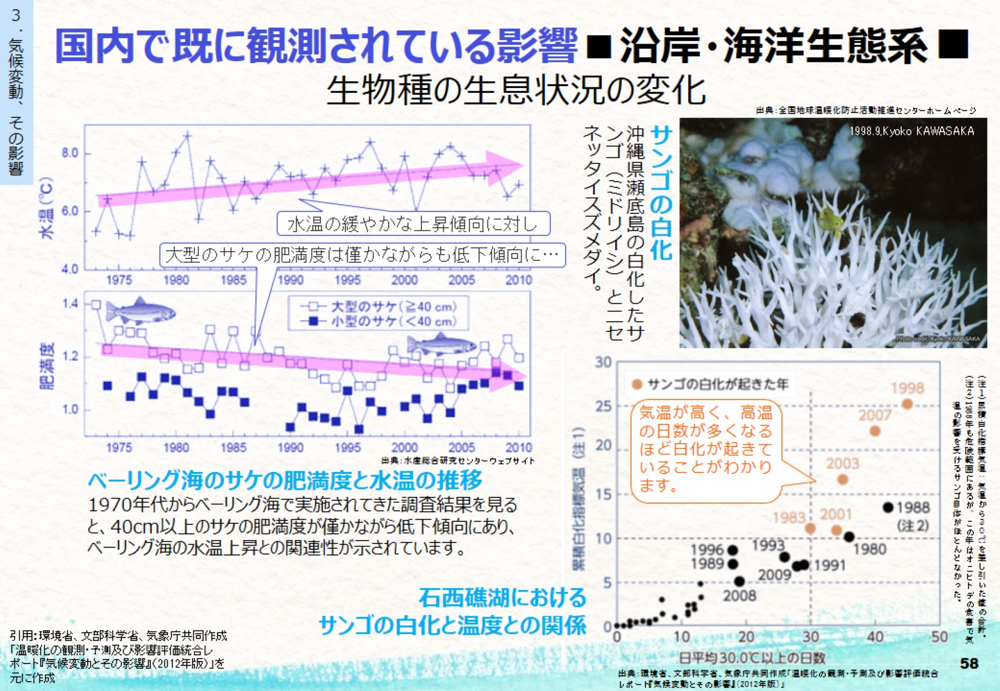 3．気候変動、その影響
国内で既に観測されている影響■沿岸・海洋生態系■
生物種の生息状況の変化
出典：全国地球温暖化防止活動推進センターホームページ
水温(℃)
8.0
6.0
4.0
水温の緩やかな上昇傾向に対し
大型のサケの肥満度は僅かながらも低下傾向に…
1975 1980 1985 1990 1995 2000 2005 2010
肥満度
1.4
1.2
1.0
大型のサケ(≧40 cm)
小型のサケ(＜40 cm)
1975 1980 1985 1990 1995 2000 2005 2010
出典：水産総合研究センターウェブサイト
ベーリング海のサケの肥満度と水温の推移
1970年代からベーリング海で実施されてきた調査結果を見る
と、40cm以上のサケの肥満度が僅かながら低下傾向にあり、
ベーリング海の水温上昇との関連性が示されています。
サンゴの白化
沖縄県瀬底島の白化したサ
ンゴ（ミドリイシ）とニセ
ネッタイスズメダイ。
1998.9,Kyoko KAWASAKA
Photo credit: Kyoko KAWASAKA
石西礁湖における
サンゴの白化と温度との関係
累積白化指標気温（注1）
30
25
20
15
10
5
0
サンゴの白化が起きた年
気温が高く、高温
の日数が多くなる
ほど白化が起きて
いることがわかり
ます。
1998
2007
2003
1988
(注2)
1983
2001
1980
1996
1993
1989
1991
2009
2008
0 10 20 30 40 50
日平均30.0℃以上の日数
（注1）累積白化指標気温：気温から30℃を差し引いた値の合計。
（注2）1988年も危険範囲にあるが、この年はオニヒトデの食害で気
温の影響を受けるサンゴ自体がほとんどなかった。
出典：環境省、文部科学省、気象庁共同作成「温暖化の観測・予測及び影響評価統合
レポート『気候変動とその影響』（2012年版）」
引用：環境省、文部科学省、気象庁共同作成
「温暖化の観測・予測及び影響評価統合レ
ポート『気候変動とその影響』（2012年版）」を
元に作成
58